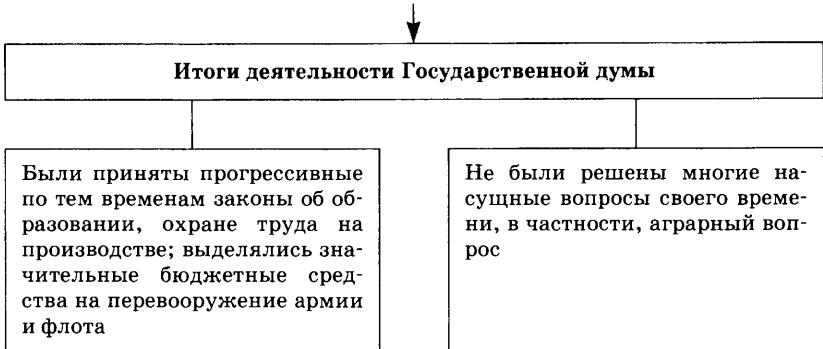 Итоги деятельности Государственной думы
Были приняты прогрессивные
по тем временам законы об об-
разовании, охране труда на
производстве; выделялись зна-
чительные бюджетные сред-
ства на перевооружение армии
и флота
Не были решены многие на-
сущные вопросы своего време-
ни, в частности, аграрный воп-
рос